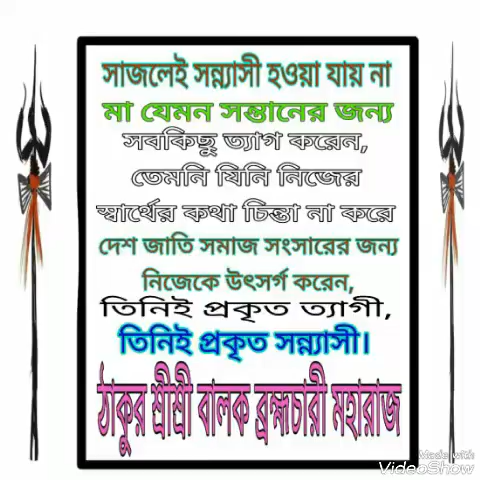 সাজলেই সন্ন্যাসী হওয়া যায় না
মা যেমন সন্তানের জন্য
সবকিছু ত্যাগ করেন,
তেমনি যিনি নিজের
স্বার্থের কথা চিন্তা না করে
দেশ জাতি সমাজ সংসারের জন্য
নিজেকে উৎসর্গ করেন,
তিনিই প্রকৃত ত্যাগী,
তিনিই প্রকৃত সন্ন্যাসী।
ঠাকুর শ্রীশ্রী বালক ব্রহ্মচারী মহারাজ
Made with
VideoShow